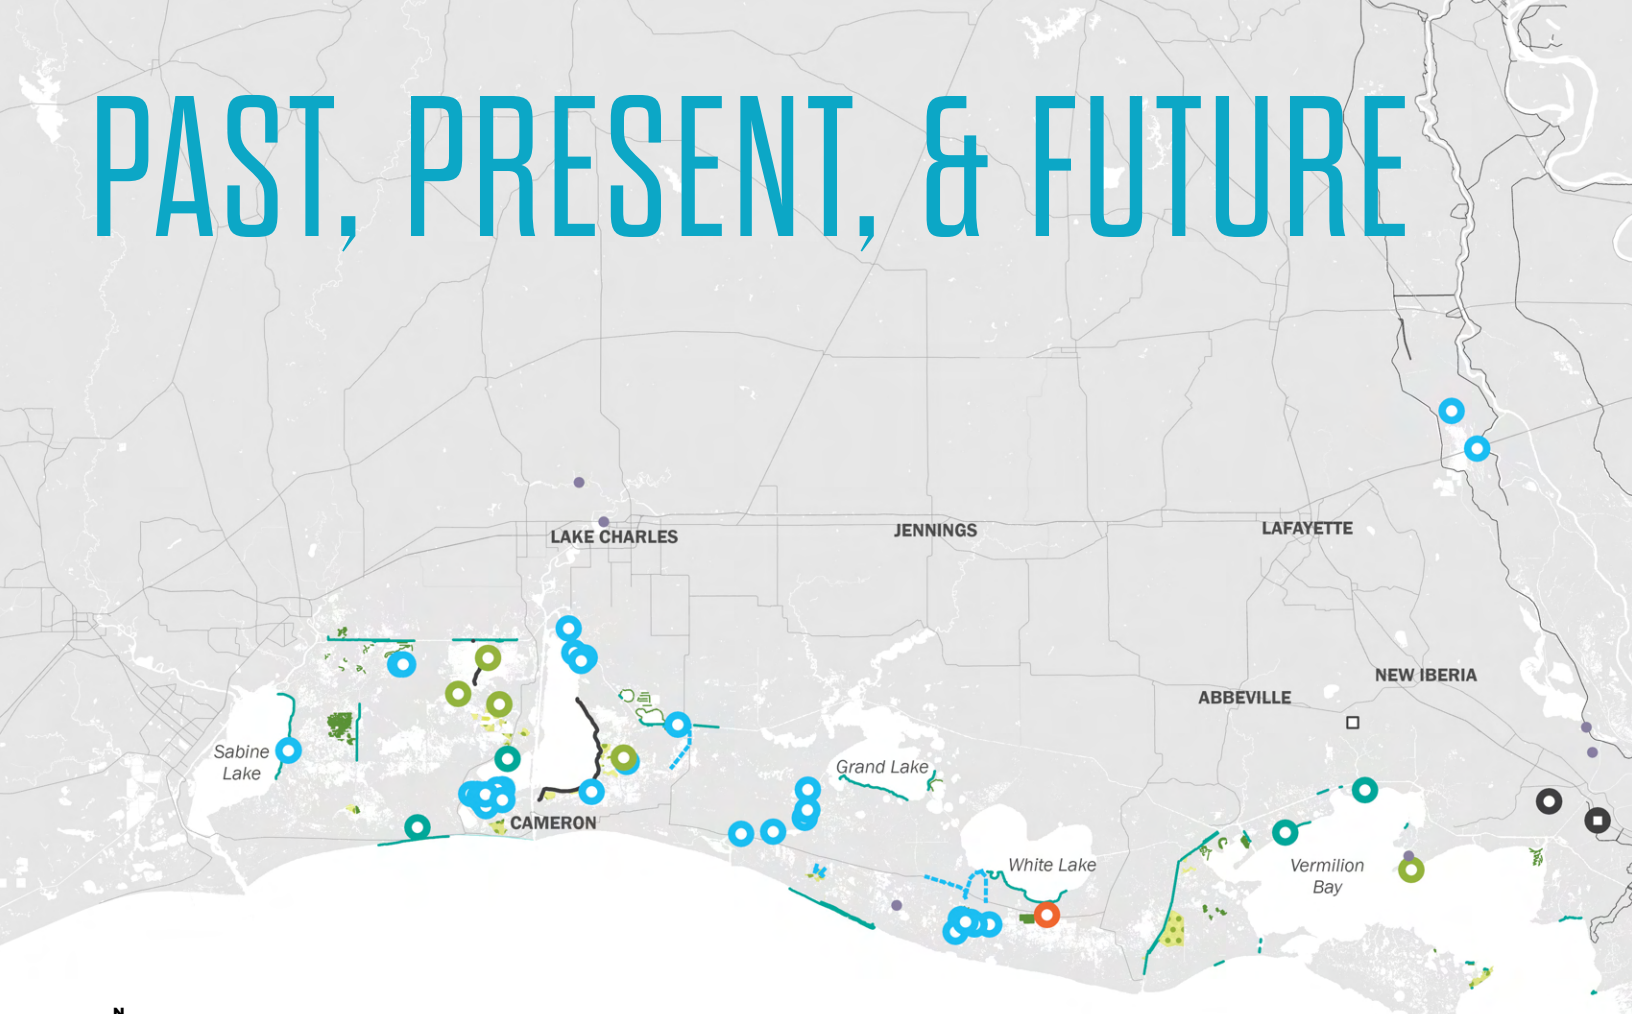 PAST, PRESENT, & FUTURE
LAKE CHARLES
JENNINGS
LAFAYETTE
NEW IBERIA
ABBEVILLE
Sabine
Lake
Grand Lake
CAMERON
White Lake
Vermilion
Bay
N